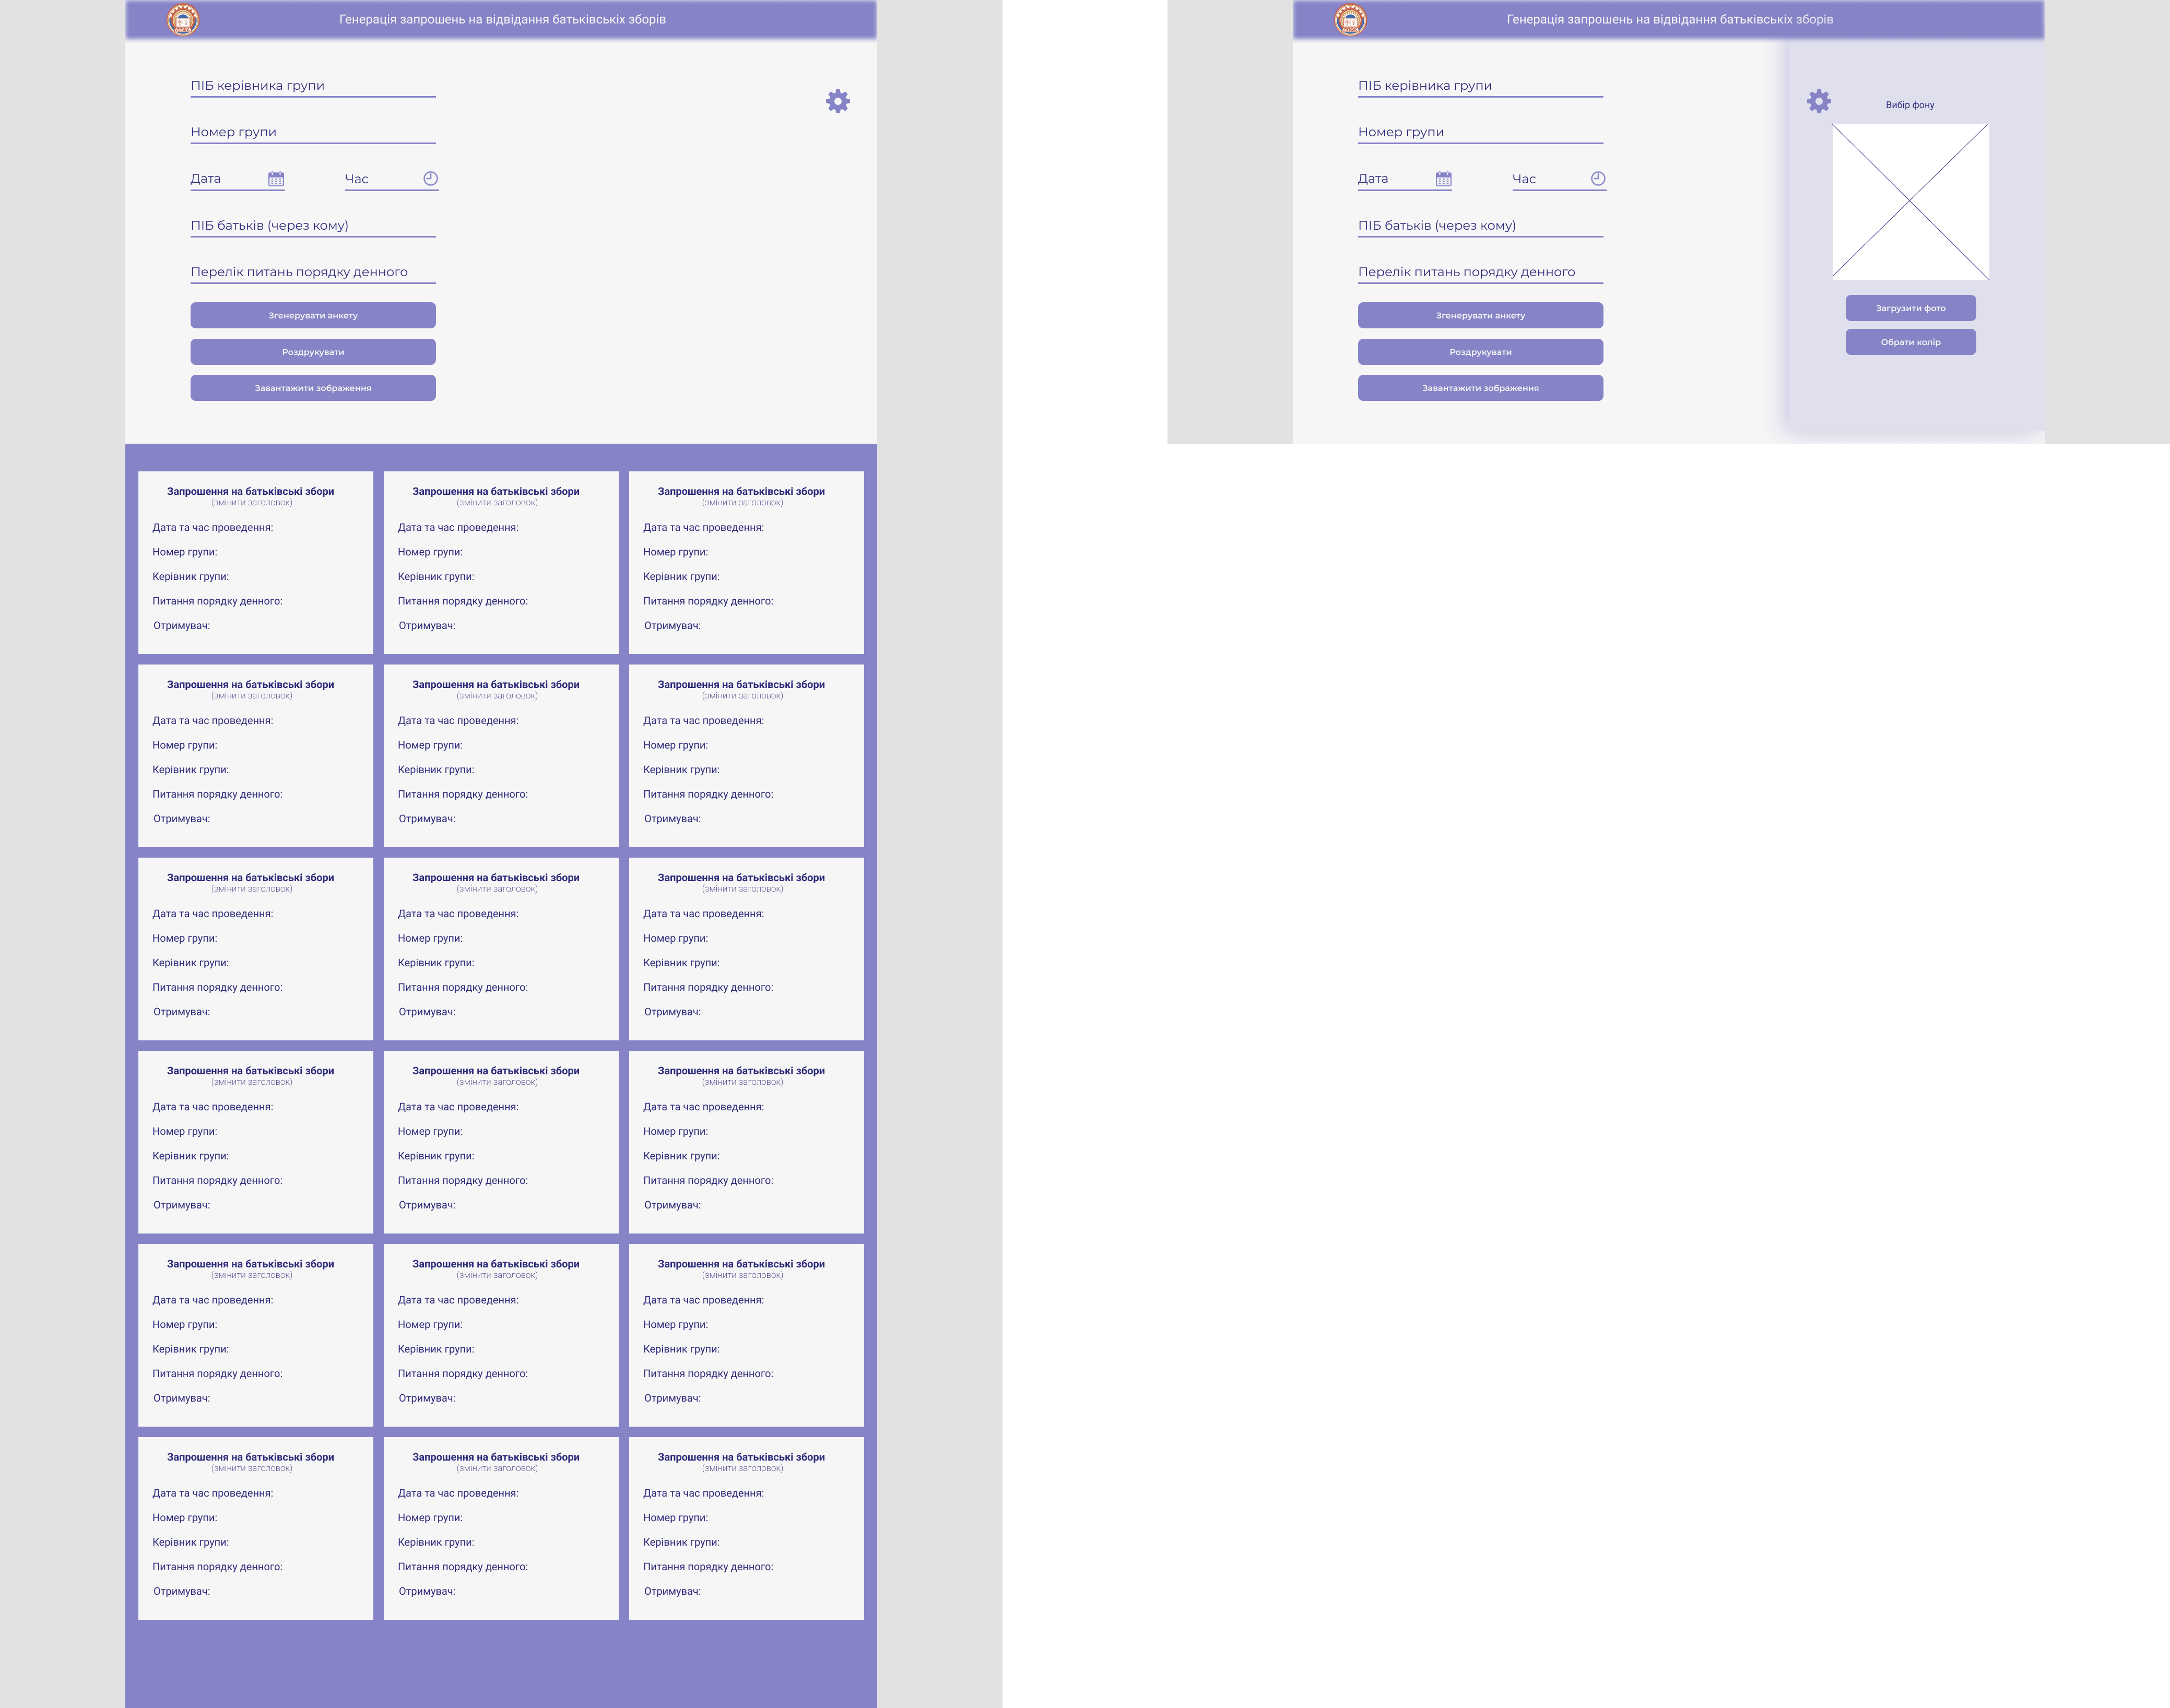 Генерація запрошень на відвідання батьківськіх зборів
ПІБ керівника групи
Номер групи
Дата
Час
ПІБ батьків (через кому)
Перелік питань порядку денного
Згенерувати анкету
Роздрукувати
Завантажити зображення
Запрошення на батьківські збори
(змінити заголовок)
Дата та час проведення:
Номер групи:
Керівник групи:
Питання порядку денного:
Отримувач:
Запрошення на батьківські збори
(змінити заголовок)
Дата та час проведення:
Номер групи:
Керівник групи:
Питання порядку денного:
Отримувач:
Запрошення на батьківські збори
(змінити заголовок)
Дата та час проведення:
Номер групи:
Керівник групи:
Питання порядку денного:
Отримувач:
Запрошення на батьківські збори
(змінити заголовок)
Дата та час проведення:
Номер групи:
Керівник групи:
Питання порядку денного:
Отримувач:
Запрошення на батьківські збори
(змінити заголовок)
Дата та час проведення:
Номер групи:
Керівник групи:
Питання порядку денного:
Отримувач:
Запрошення на батьківські збори
(змінити заголовок)
Дата та час проведення:
Номер групи:
Керівник групи:
Питання порядку денного:
Отримувач:
Запрошення на батьківські збори
(змінити заголовок)
Дата та час проведення:
Номер групи:
Керівник групи:
Питання порядку денного:
Отримувач:
Запрошення на батьківські збори
(змінити заголовок)
Дата та час проведення:
Номер групи:
Керівник групи:
Питання порядку денного:
Отримувач:
Запрошення на батьківські збори
(змінити заголовок)
Дата та час проведення:
Номер групи:
Керівник групи:
Питання порядку денного:
Отримувач:
Запрошення на батьківські збори
(змінити заголовок)
Дата та час проведення:
Номер групи:
Керівник групи:
Питання порядку денного:
Отримувач:
Запрошення на батьківські збори
(змінити заголовок)
Дата та час проведення:
Номер групи:
Керівник групи:
Питання порядку денного:
Отримувач:
Запрошення на батьківські збори
(змінити заголовок)
Дата та час проведення:
Номер групи:
Керівник групи:
Питання порядку денного:
Отримувач:
Запрошення на батьківські збори
(змінити заголовок)
Дата та час проведення:
Номер групи:
Керівник групи:
Питання порядку денного:
Отримувач:
Запрошення на батьківські збори
(змінити заголовок)
Дата та час проведення:
Номер групи:
Керівник групи:
Питання порядку денного:
Отримувач:
Запрошення на батьківські збори
(змінити заголовок)
Дата та час проведення:
Номер групи:
Керівник групи:
Питання порядку денного:
Отримувач:
Запрошення на батьківські збори
(змінити заголовок)
Дата та час проведення:
Номер групи:
Керівник групи:
Питання порядку денного:
Отримувач:
Запрошення на батьківські збори
(змінити заголовок)
Дата та час проведення:
Номер групи:
Керівник групи:
Питання порядку денного:
Отримувач:
Запрошення на батьківські збори
(змінити заголовок)
Дата та час проведення:
Номер групи:
Керівник групи:
Питання порядку денного:
Отримувач:
Генерація запрошень на відвідання батьківськіх зборів
ПІБ керівника групи
Номер групи
Дата
Час
ПІБ батьків (через кому)
Перелік питань порядку денного
Згенерувати анкету
Роздрукувати
Завантажити зображення
Вибір фону
Загрузити фото
Обрати колір